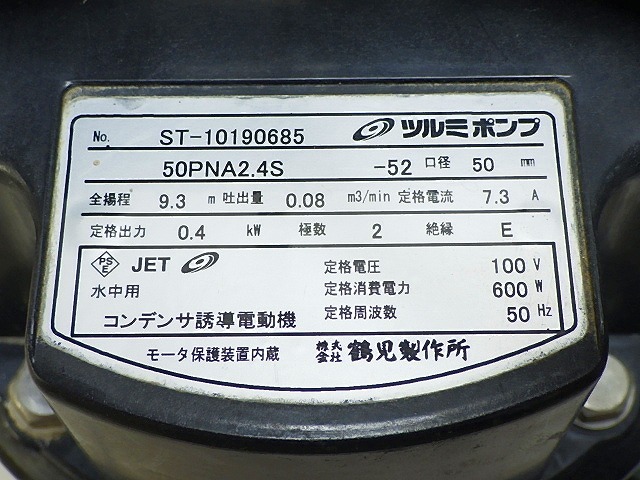 No. ST-10190685 ツルミポンプ
50PNA2.4S -52 口径 50 mm
全揚程 9.3 m 吐出量 0.08 m3/min 定格電流 7.3 A
定格出力 0.4 kW 極数 2 絶縁 E
PSE JET
水中用
コンデンサ誘導電動機
定格電圧 100 V
定格消費電力 600 W
定格周波数 50 Hz
モータ保護装置内蔵 株式会社 鶴見製作所